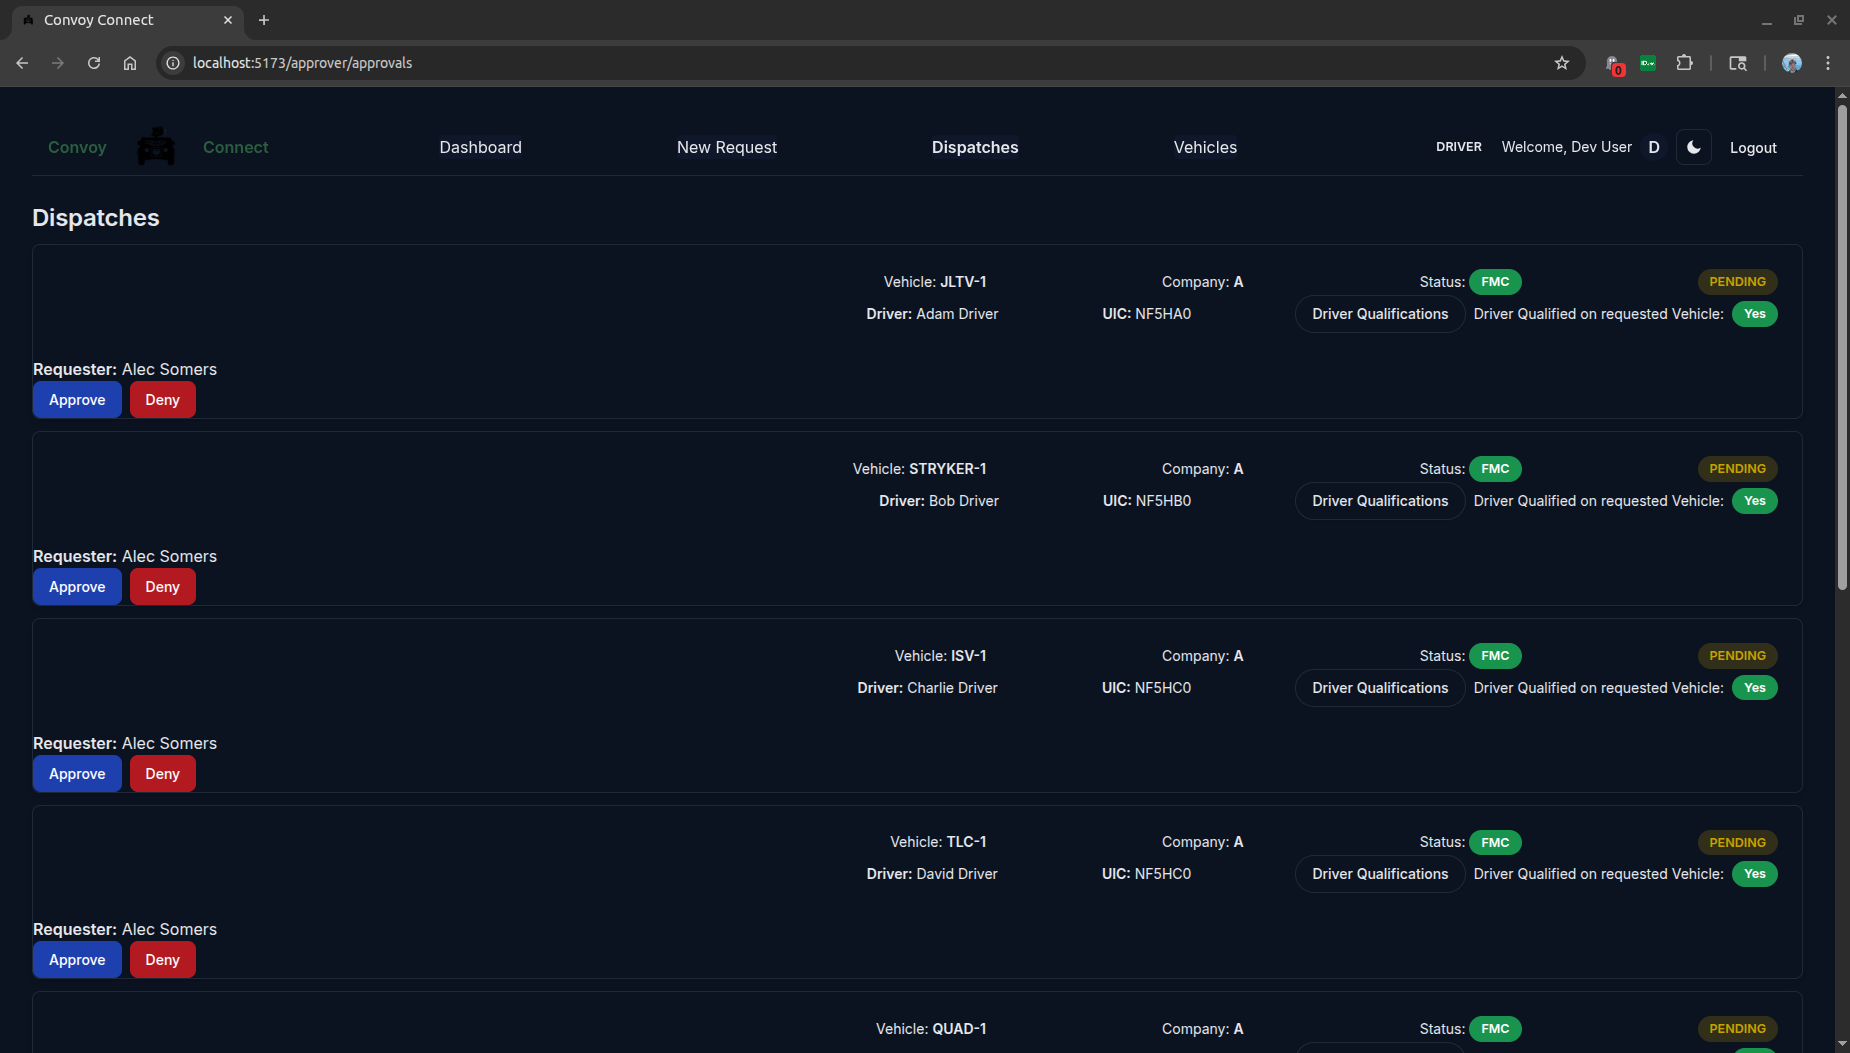 Convoy Connect
localhost:5173/approver/approvals
0
Convoy Connect Dashboard New Request Dispatches Vehicles DRIVER Welcome, Dev User D Logout
Dispatches
Vehicle: JLTV-1 Company: A Status: FMC PENDING
Driver: Adam Driver UIC: NF5HA0 Driver Qualifications Driver Qualified on requested Vehicle: Yes
Requester: Alec Somers
Approve Deny
Vehicle: STRYKER-1 Company: A Status: FMC PENDING
Driver: Bob Driver UIC: NF5HB0 Driver Qualifications Driver Qualified on requested Vehicle: Yes
Requester: Alec Somers
Approve Deny
Vehicle: ISV-1 Company: A Status: FMC PENDING
Driver: Charlie Driver UIC: NF5HC0 Driver Qualifications Driver Qualified on requested Vehicle: Yes
Requester: Alec Somers
Approve Deny
Vehicle: TLC-1 Company: A Status: FMC PENDING
Driver: David Driver UIC: NF5HC0 Driver Qualifications Driver Qualified on requested Vehicle: Yes
Requester: Alec Somers
Approve Deny
Vehicle: QUAD-1 Company: A Status: FMC PENDING